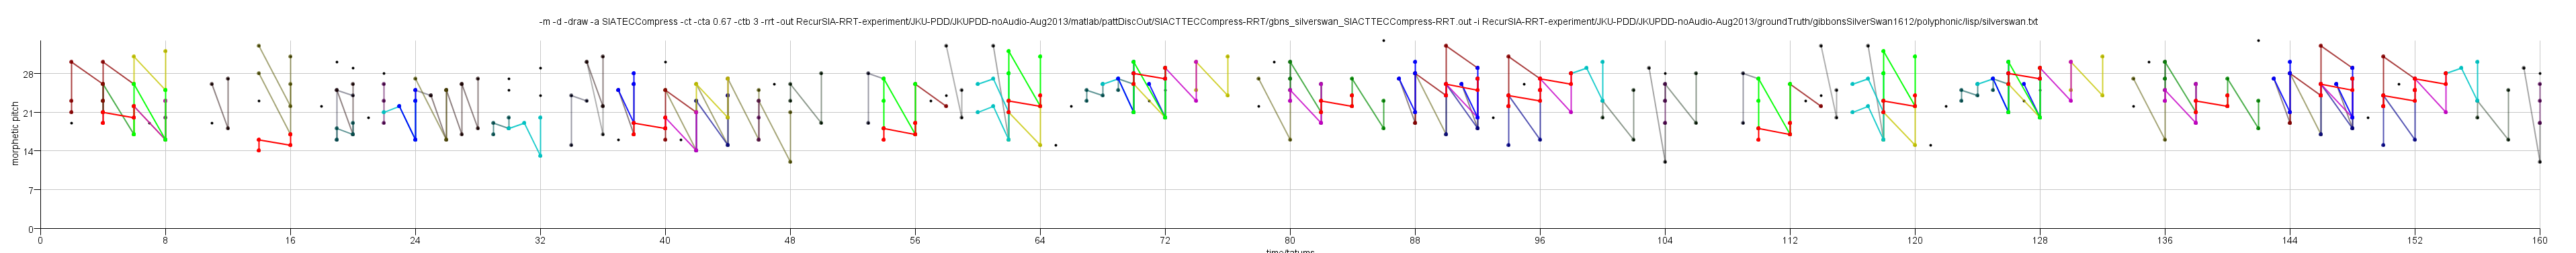 -m -d -draw -a SIATECCompress -ct -cta 0.67 -ctb 3 -rrt -out RecurSIA-RRT-experiment/JKU-PDD/JKUPDD-noAudio-Aug2013/matlab/pattDiscOut/SIACTTECCompress-RRT/gbns_silverswan_SIACTTECCompress-RRT.out -i RecurSIA-RRT-experiment/JKU-PDD/JKUPDD-noAudio-Aug2013/groundTruth/gibbonsSilverSwan1612/polyphonic/lisp/silverswan.txt
morphetic pitch
28
21
14
7
0
0 8 16 24 32 40 48 56 64 72 80 88 96 104 112 120 128 136 144 152 160
time/tatums